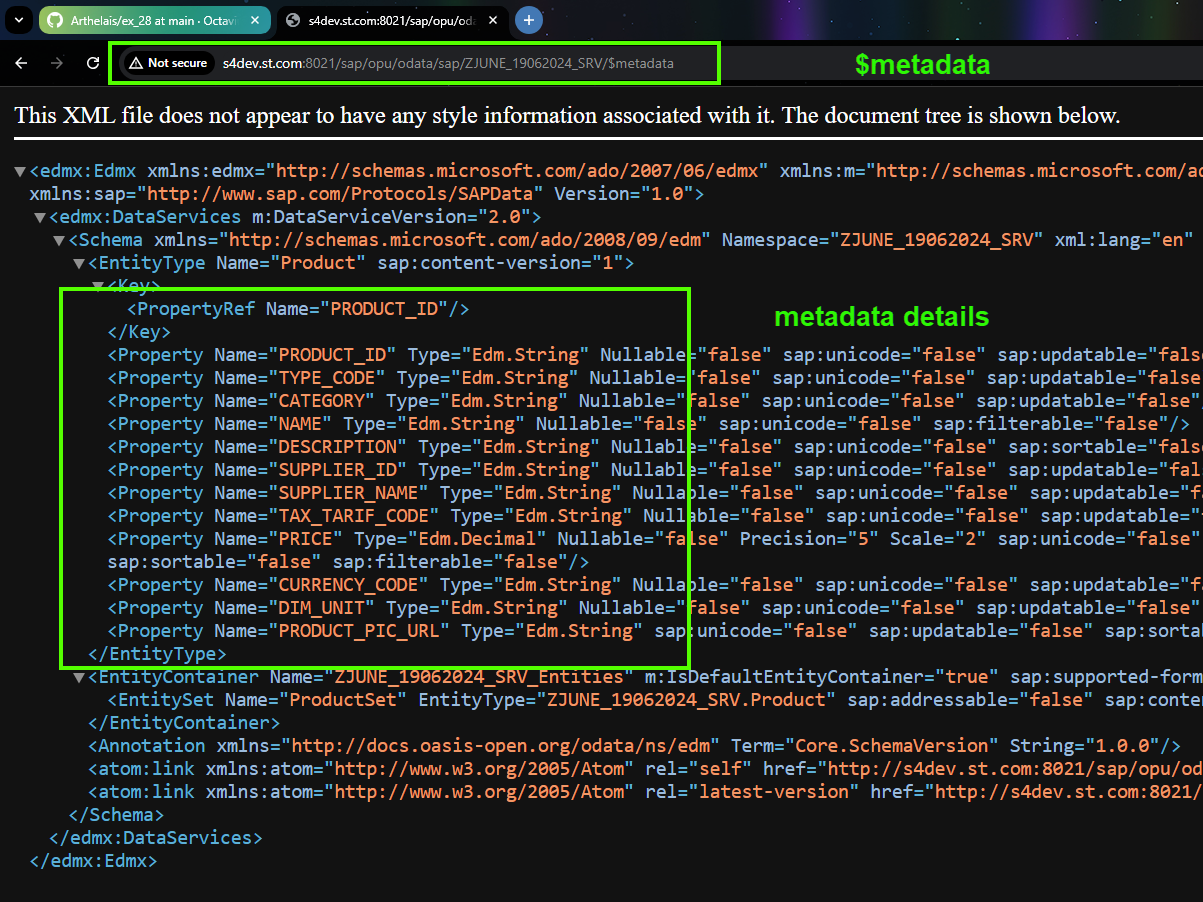 Arthelais/ex_28 at main · Octavi
s4dev.st.com:8021/sap/opu/od
Not secure s4dev.st.com:8021/sap/opu/odata/sap/ZJUNE_19062024_SRV/$metadata
$metadata
This XML file does not appear to have any style information associated with it. The document tree is shown below.
<edmx:Edmx xmlns:edmx="http://schemas.microsoft.com/ado/2007/06/edmx" xmlns:m="http://schemas.microsoft.com/ad
xmlns:sap="http://www.sap.com/Protocols/SAPData" Version="1.0">
<edmx:DataServices m:DataServiceVersion="2.0">
<Schema xmlns="http://schemas.microsoft.com/ado/2008/09/edm" Namespace="ZJUNE_19062024_SRV" xml:lang="en"
<EntityType Name="Product" sap:content-version="1">
<Key>
<PropertyRef Name="PRODUCT_ID"/>
metadata details
</Key>
<Property Name="PRODUCT_ID" Type="Edm.String" Nullable="false" sap:unicode="false" sap:updatable="fals
<Property Name="TYPE_CODE" Type="Edm.String" Nullable="false" sap:unicode="false" sap:updatable="false
<Property Name="CATEGORY" Type="Edm.String" Nullable="false" sap:unicode="false" sap:updatable="false"
<Property Name="NAME" Type="Edm.String" Nullable="false" sap:unicode="false" sap:filterable="false"/>
<Property Name="DESCRIPTION" Type="Edm.String" Nullable="false" sap:unicode="false" sap:sortable="fals
<Property Name="SUPPLIER_ID" Type="Edm.String" Nullable="false" sap:unicode="false" sap:updatable="fal
<Property Name="SUPPLIER_NAME" Type="Edm.String" Nullable="false" sap:unicode="false" sap:updatable="f
<Property Name="TAX_TARIF_CODE" Type="Edm.String" Nullable="false" sap:unicode="false" sap:updatable="
<Property Name="PRICE" Type="Edm.Decimal" Nullable="false" Precision="5" Scale="2" sap:unicode="false"
sap:sortable="false" sap:filterable="false"/>
<Property Name="CURRENCY_CODE" Type="Edm.String" Nullable="false" sap:unicode="false" sap:updatable="f
<Property Name="DIM_UNIT" Type="Edm.String" Nullable="false" sap:unicode="false" sap:updatable="false"
<Property Name="PRODUCT_PIC_URL" Type="Edm.String" sap:unicode="false" sap:updatable="false" sap:sorta
</EntityType>
<EntityContainer Name="ZJUNE_19062024_SRV_Entities" m:IsDefaultEntityContainer="true" sap:supported-form
<EntitySet Name="ProductSet" EntityType="ZJUNE_19062024_SRV.Product" sap:addressable="false" sap:conte
</EntityContainer>
<Annotation xmlns="http://docs.oasis-open.org/odata/ns/edm" Term="Core.SchemaVersion" String="1.0.0"/>
<atom:link xmlns:atom="http://www.w3.org/2005/Atom" rel="self" href="http://s4dev.st.com:8021/sap/opu/od
<atom:link xmlns:atom="http://www.w3.org/2005/Atom" rel="latest-version" href="http://s4dev.st.com:8021/
</Schema>
</edmx:DataServices>
</edmx:Edmx>